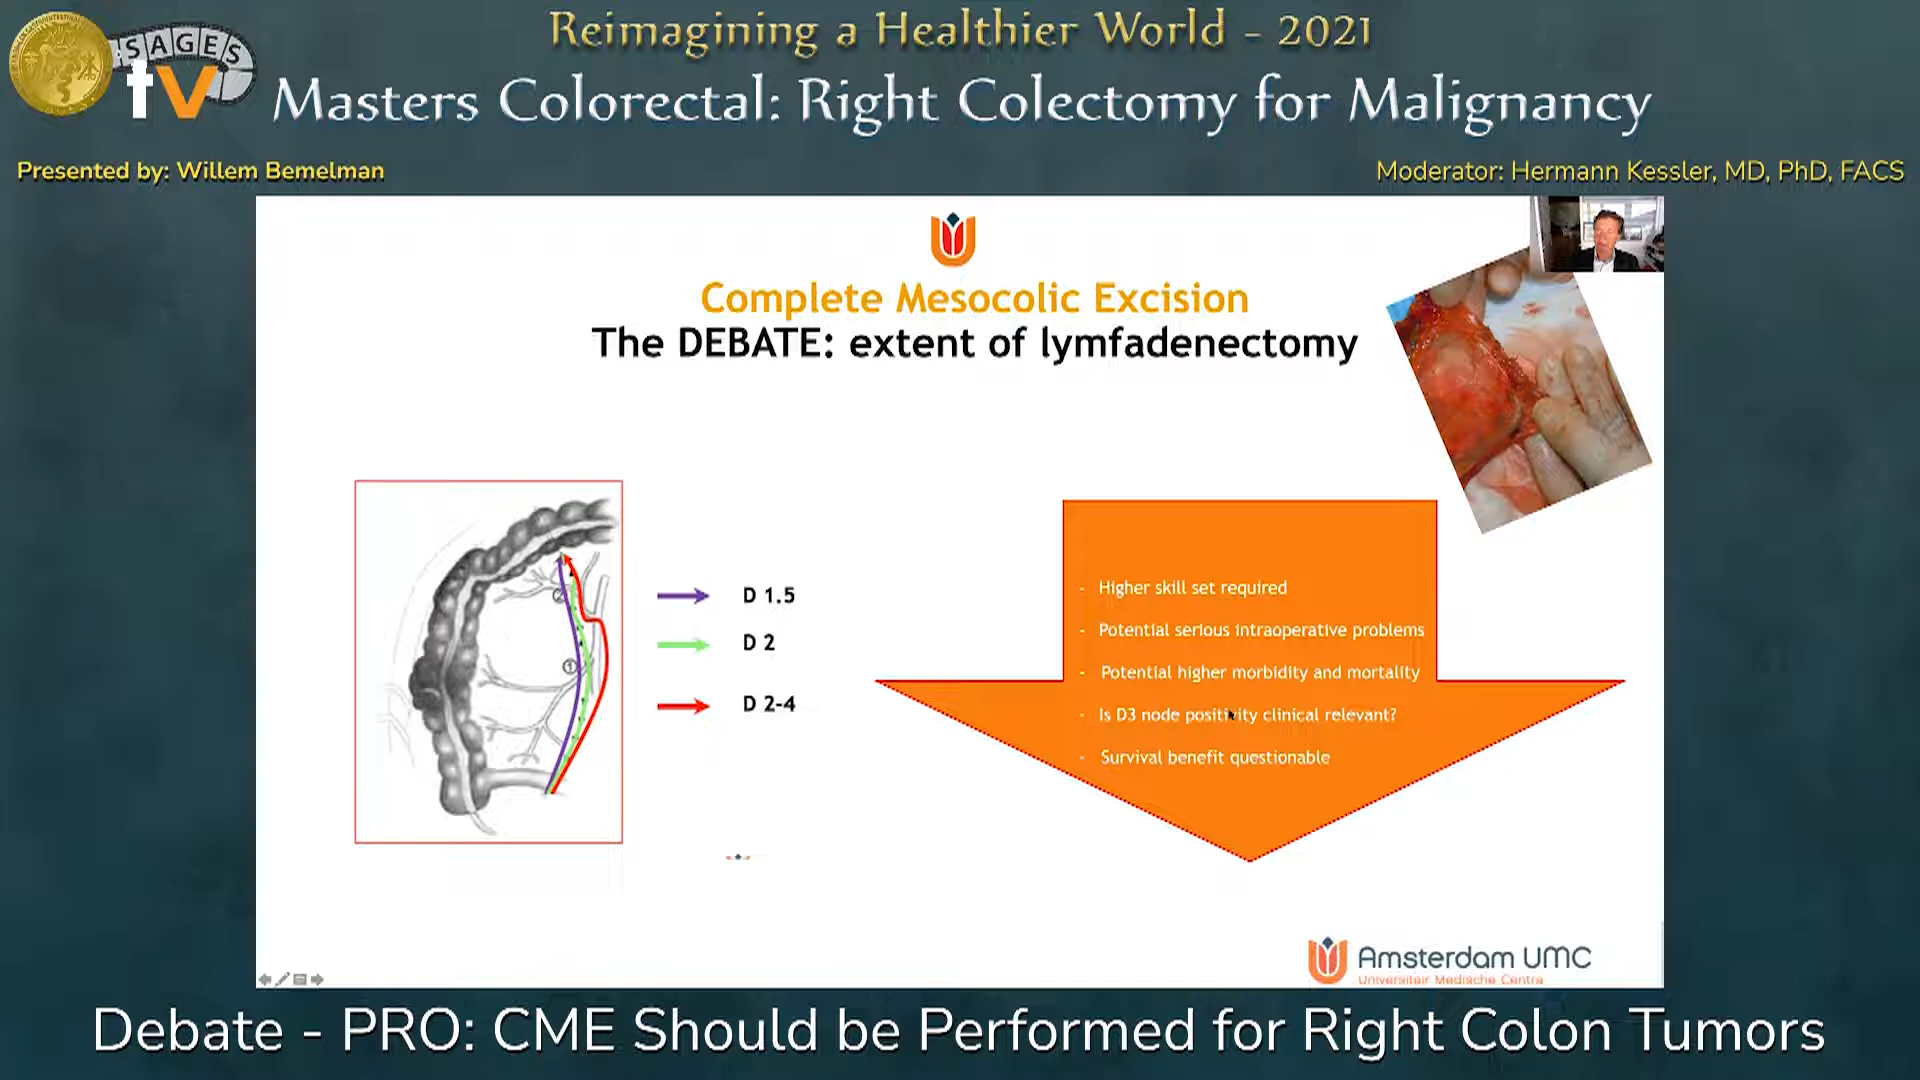 Reimagining a Healthier World - 2021
SAGES
tv
Masters Colorectal: Right Colectomy for Malignancy
Presented by: Willem Bemelman
Moderator: Hermann Kessler, MD, PhD, FACS
Complete Mesocolic Excision
The DEBATE: extent of lymfadenectomy
2
1
D 1.5
D 2
D 2-4
- Higher skill set required
- Potential serious intraoperative problems
- Potential higher morbidity and mortality
- Is D3 node positivity clinical relevant?
- Survival benefit questionable
Amsterdam UMC
Universitair Medische Centra
Debate - PRO: CME Should be Performed for Right Colon Tumors